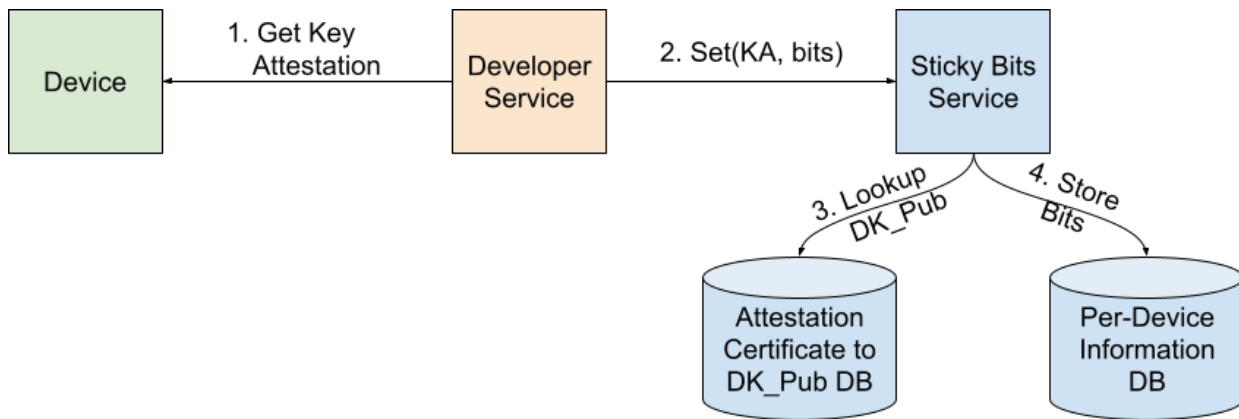 1. Get Key
Attestation
Device
Developer
Service
2. Set(KA, bits)
Sticky Bits
Service
3. Lookup
DK_Pub
4. Store
Bits
Attestation
Certificate to
DK_Pub DB
Per-Device
Information
DB